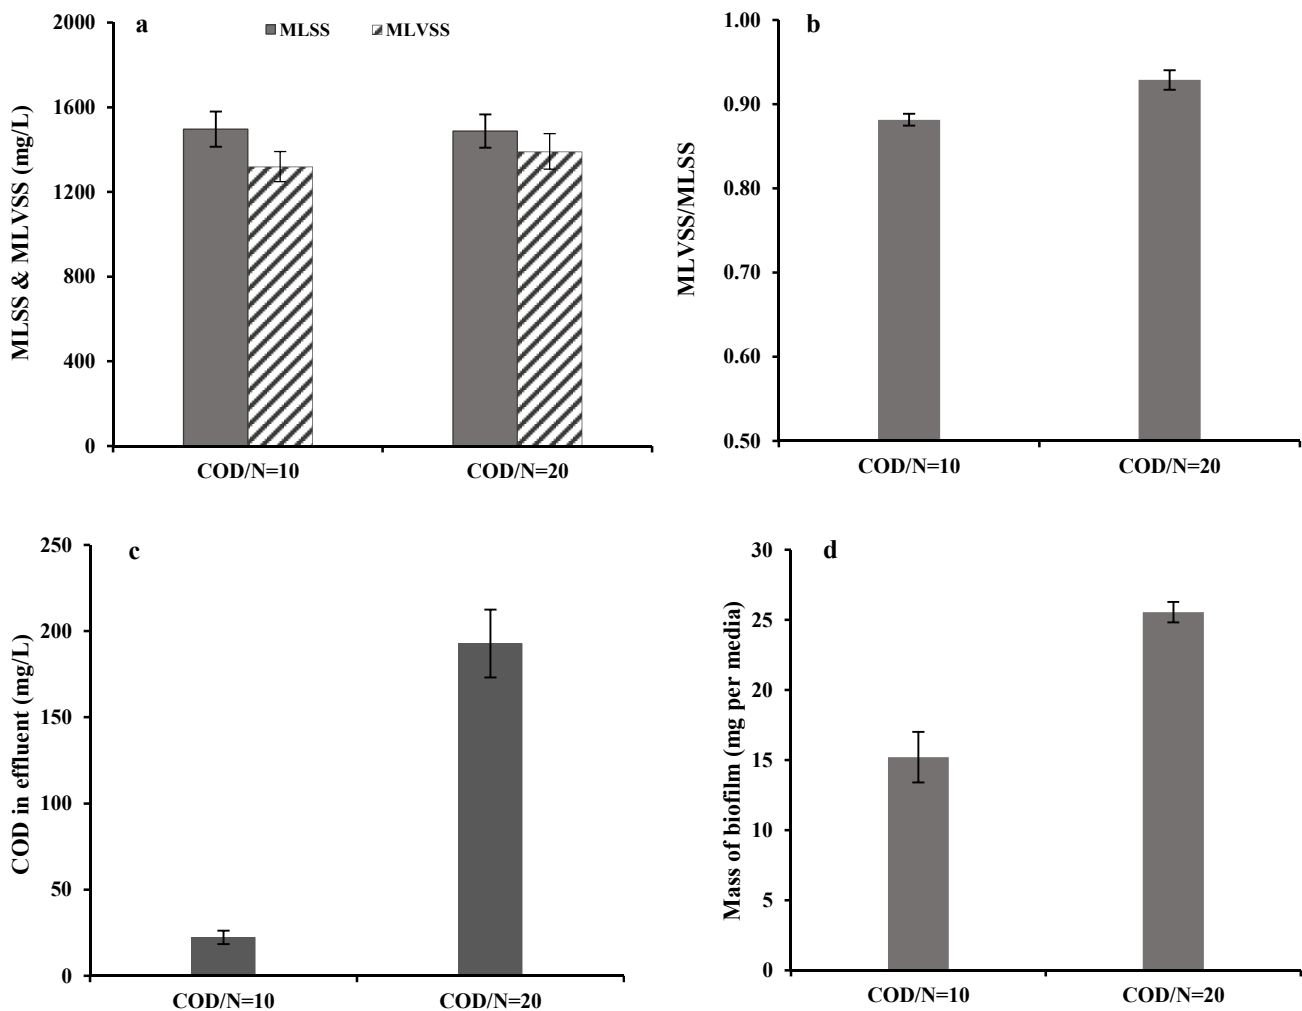 a
MLSS
MLVSS
MLSS & MLVSS (mg/L)
2000
1600
1200
800
400
0
COD/N=10
COD/N=20
b
MLVSS/MLSS
1.00
0.90
0.80
0.70
0.60
0.50
COD/N=10
COD/N=20
c
COD in effluent (mg/L)
250
200
150
100
50
0
COD/N=10
COD/N=20
d
Mass of biofilm (mg per media)
30
25
20
15
10
5
0
COD/N=10
COD/N=20